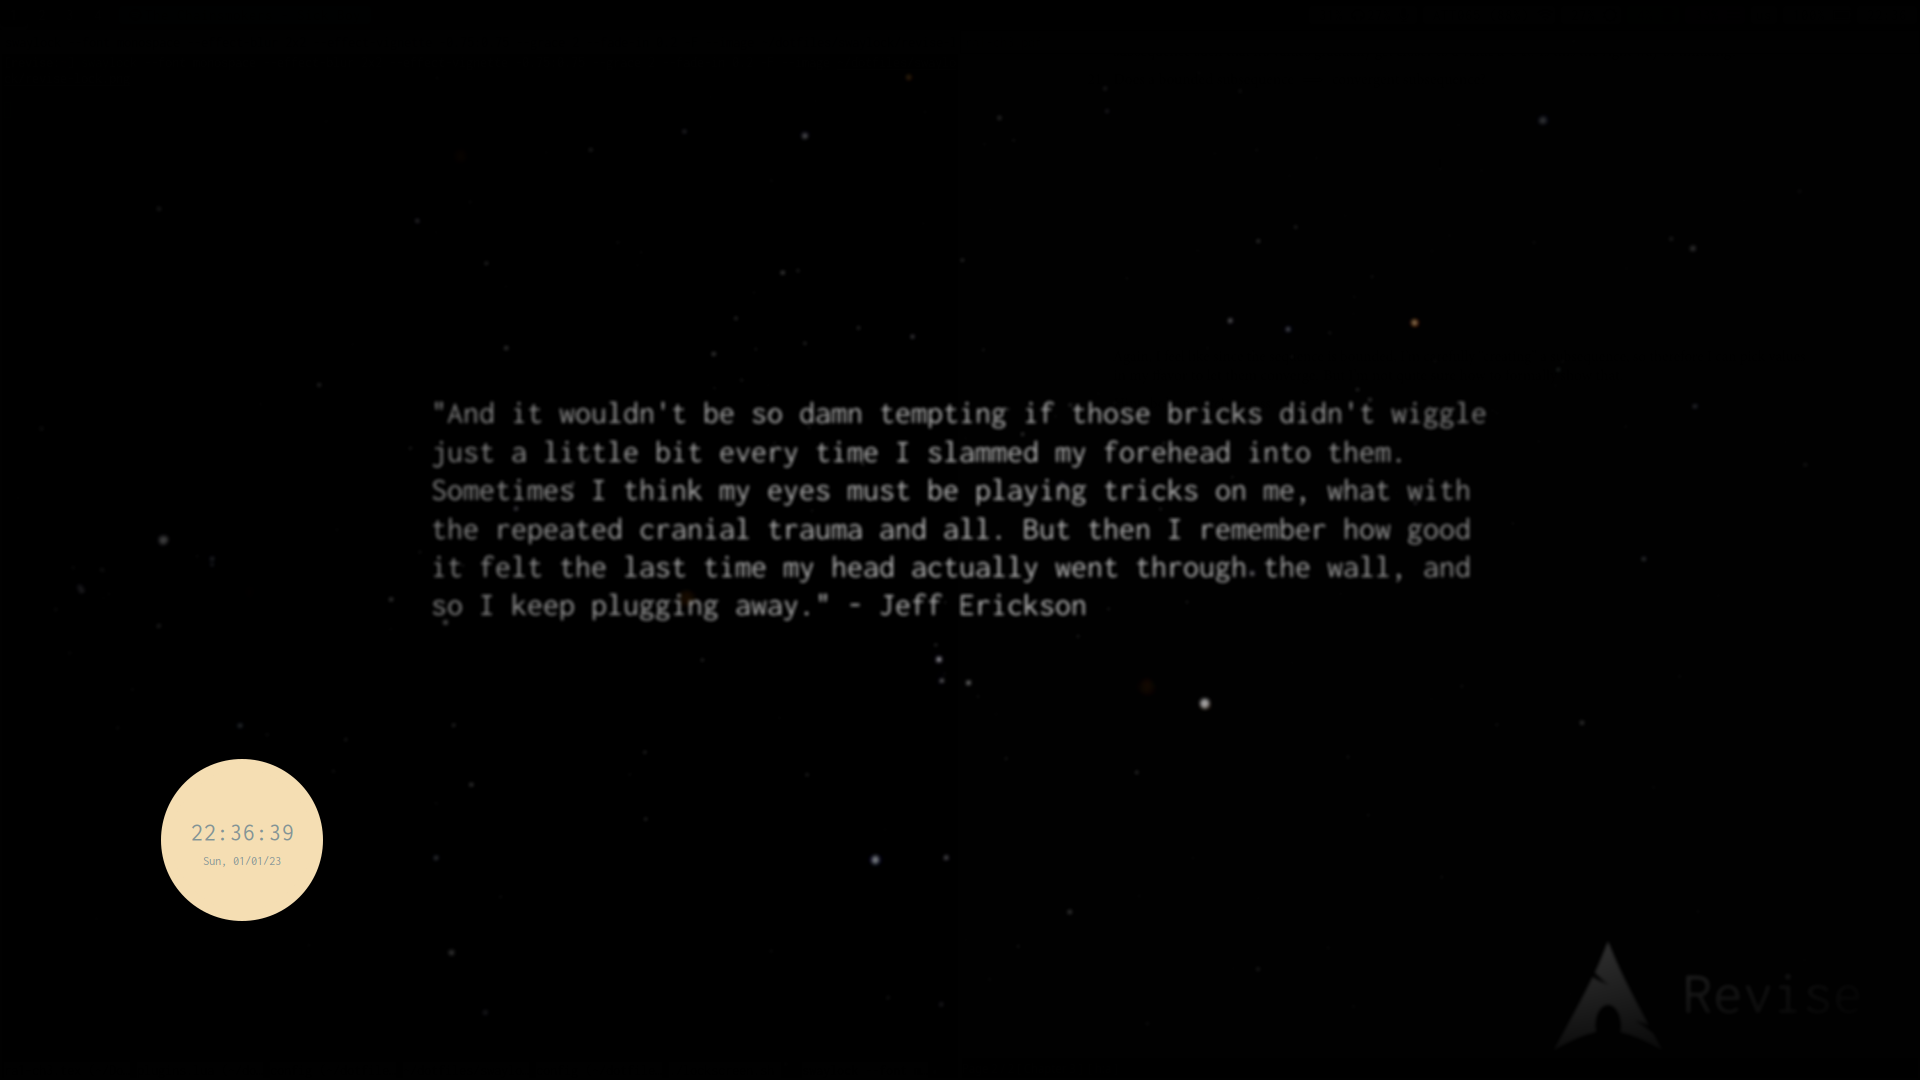 "And it wouldn't be so damn tempting if those bricks didn't wiggle
just a little bit every time I slammed my forehead into them.
Sometimes I think my eyes must be playing tricks on me, what with
the repeated cranial trauma and all. But then I remember how good
it felt the last time my head actually went through the wall, and
so I keep plugging away." - Jeff Erickson
22:36:39
Sun, 01/01/23
Revise